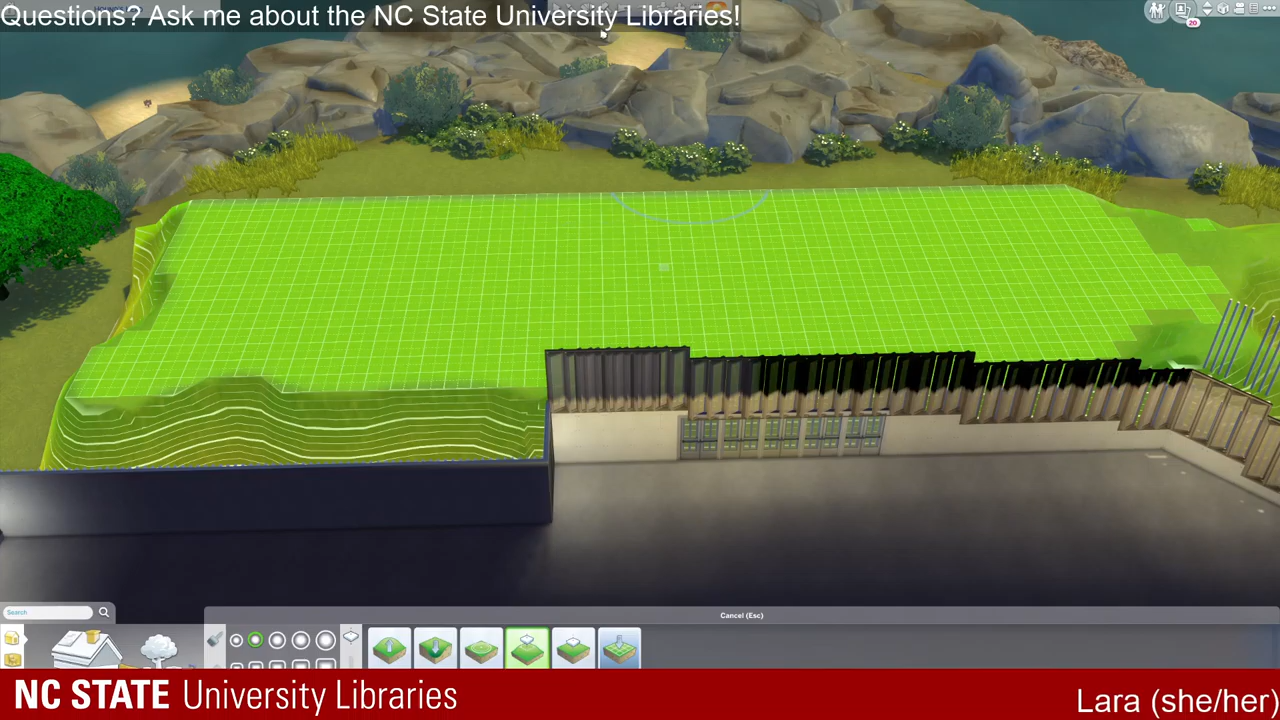 Questions? Ask me about the NC State University Libraries!
20
Cancel (Esc)
Search
NC STATE University Libraries
Lara (she/her)